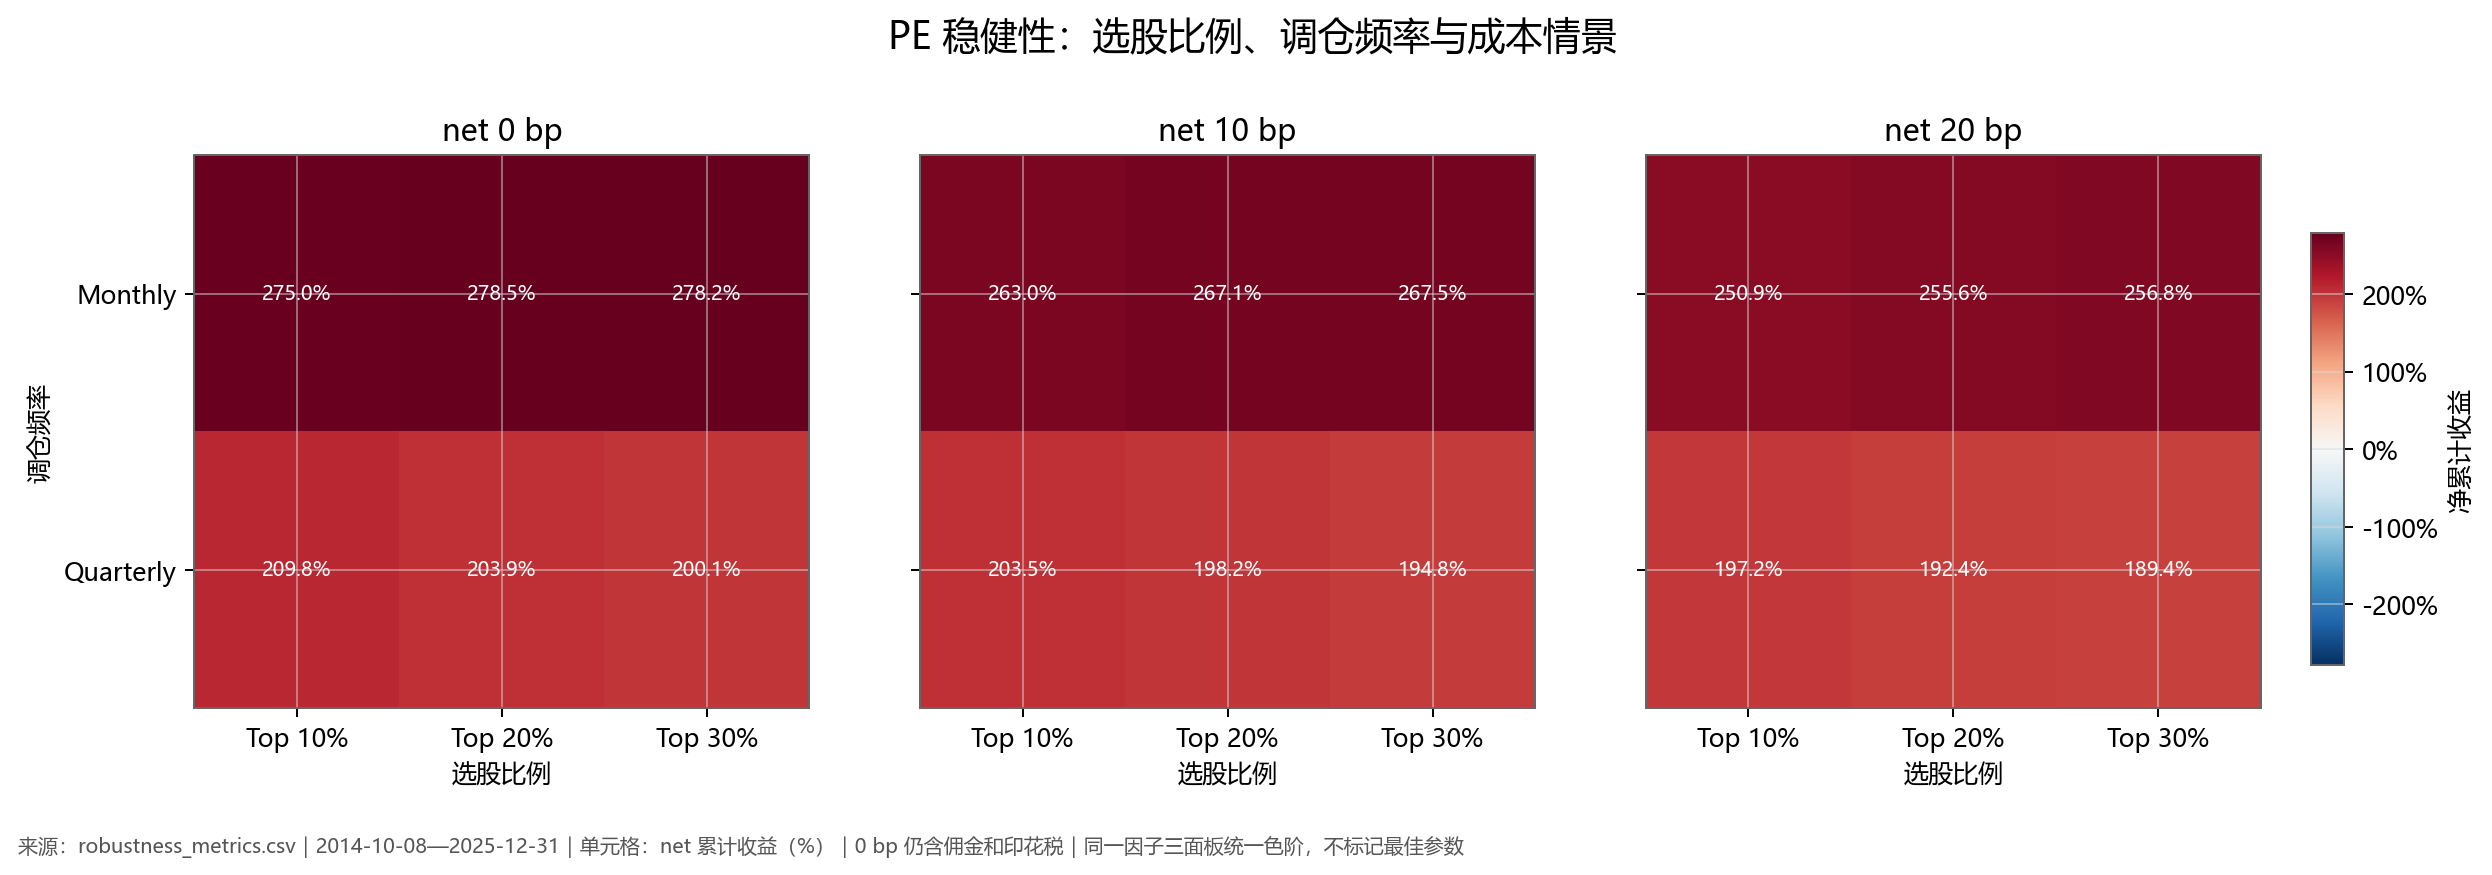 PE 稳健性：选股比例、调仓频率与成本情景
net 0 bp
net 10 bp
net 20 bp
调仓频率
Monthly
275.0%
278.5%
278.2%
263.0%
267.1%
267.5%
250.9%
255.6%
256.8%
Quarterly
209.8%
203.9%
200.1%
203.5%
198.2%
194.8%
197.2%
192.4%
189.4%
Top 10%
Top 20%
Top 30%
Top 10%
Top 20%
Top 30%
Top 10%
Top 20%
Top 30%
选股比例
选股比例
选股比例
200%
100%
0%
-100%
-200%
净累计收益
来源：robustness_metrics.csv | 2014-10-08—2025-12-31 | 单元格：net 累计收益（%） | 0 bp 仍含佣金和印花税 | 同一因子三面板统一色阶，不标记最佳参数